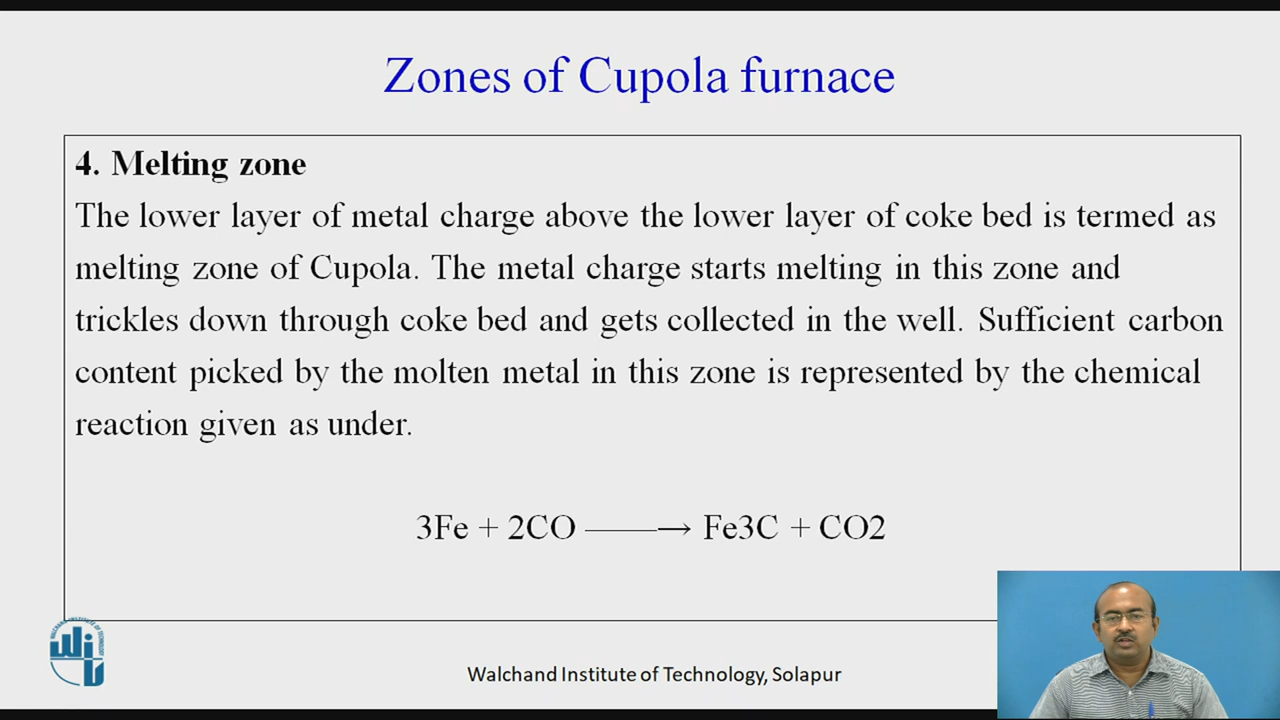 Zones of Cupola furnace
4. Melting zone
The lower layer of metal charge above the lower layer of coke bed is termed as
melting zone of Cupola. The metal charge starts melting in this zone and
trickles down through coke bed and gets collected in the well. Sufficient carbon
content picked by the molten metal in this zone is represented by the chemical
reaction given as under.
3Fe + 2CO ——→ Fe3C + CO2
Walchand Institute of Technology, Solapur